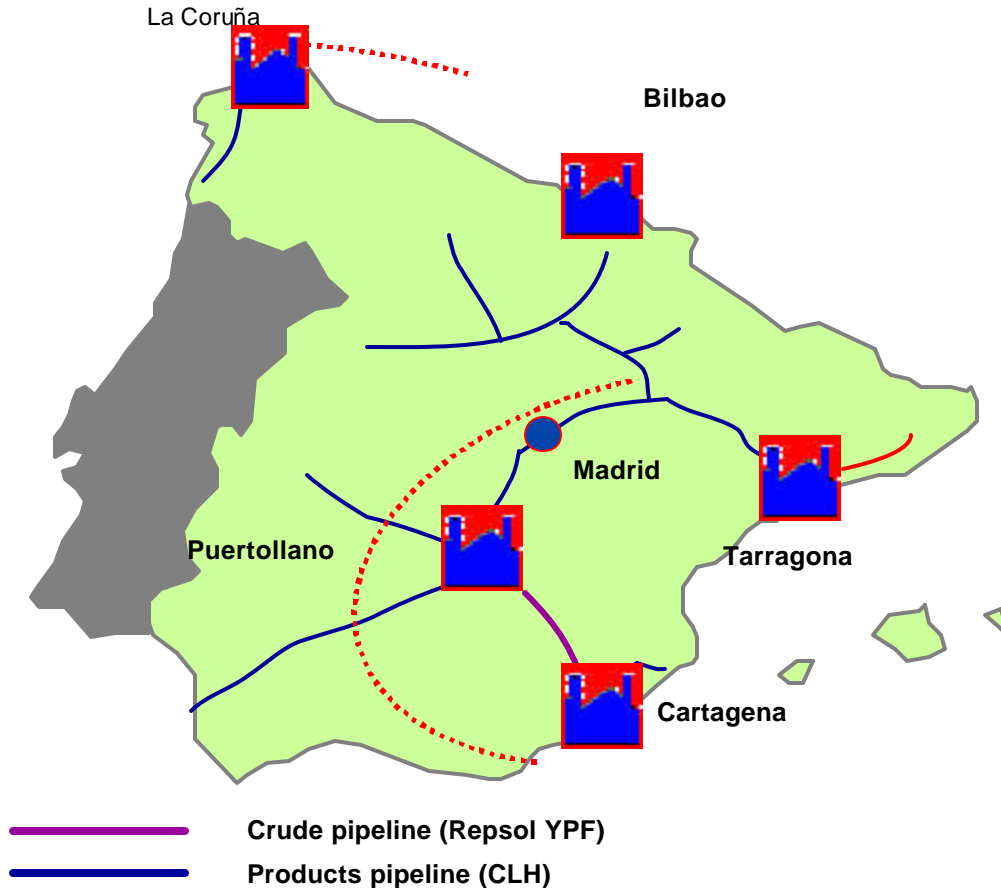 La Coruña
Bilbao
Madrid
Puertollano
Tarragona
Cartagena
Crude pipeline (Repsol YPF)
Products pipeline (CLH)